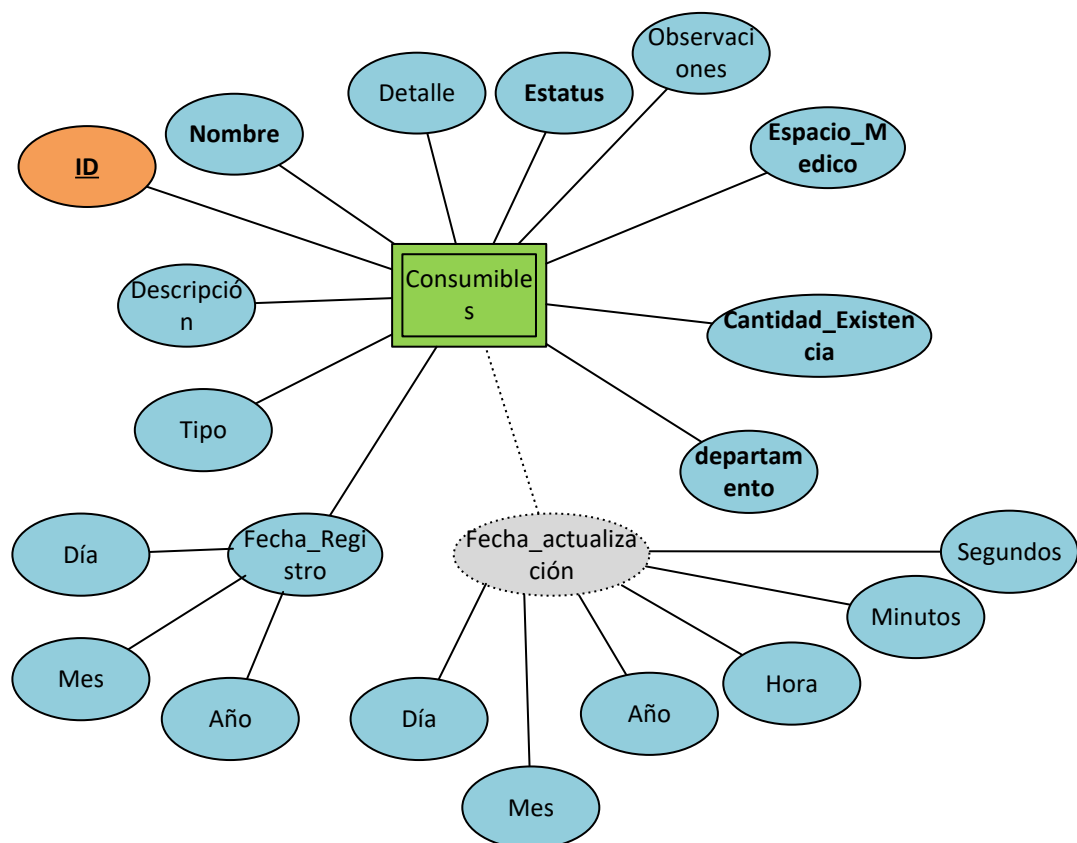 Observaci
ones
Detalle
Estatus
Nombre
Espacio_M
edico
ID
Consumible
s
Descripció
n
Cantidad_Existen
cia
Tipo
departam
ento
Fecha_Regi
stro
Fecha_actualiza
ción
Día
Segundos
Minutos
Mes
Hora
Año
Día
Año
Mes